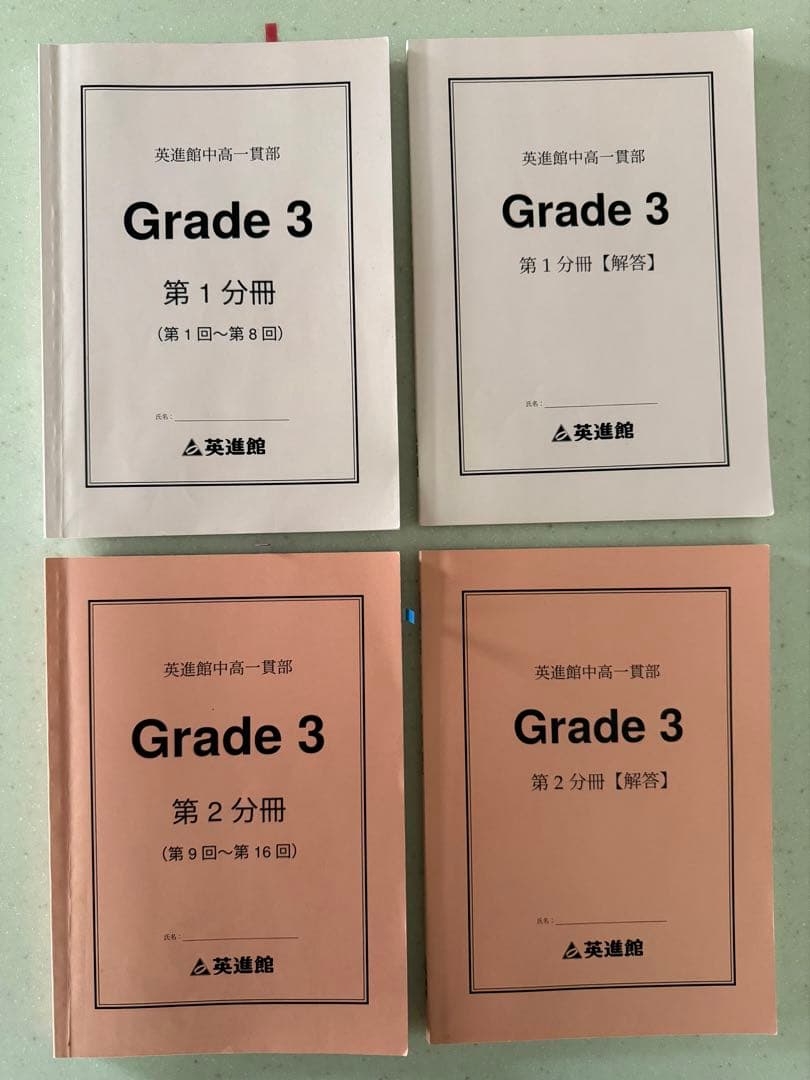 英進館中高一貫部
Grade 3
第1分冊
（第1回～第8回）
氏名：
英進館
英進館中高一貫部
Grade 3
第1分冊【解答】
氏名：
英進館
英進館中高一貫部
Grade 3
第2分冊
（第9回～第16回）
氏名：
英進館
英進館中高一貫部
Grade 3
第2分冊【解答】
氏名：
英進館